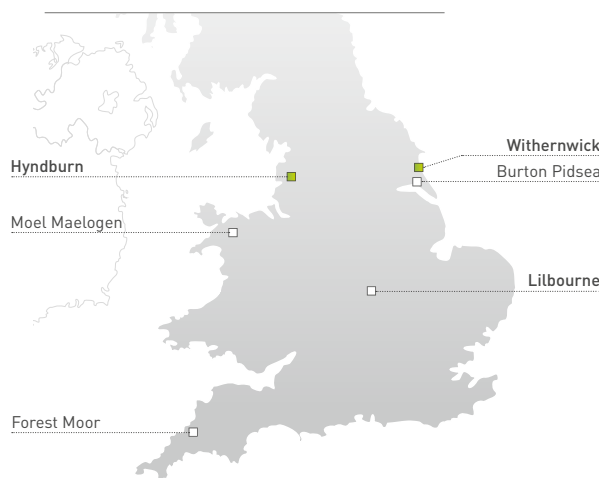 Withernwick
Hyndburn
Burton Pidsea
Moel Maelogen
Lilbourne
Forest Moor